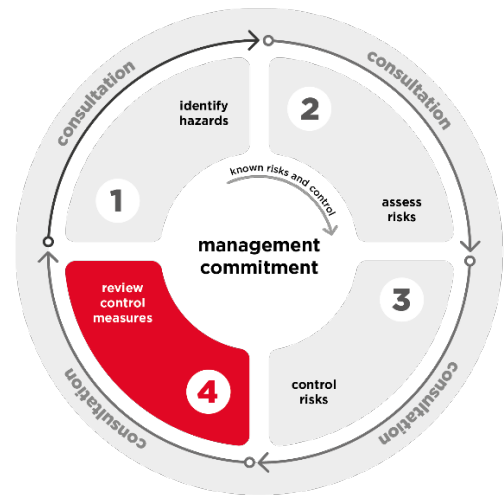 consultation
consultation
identify
hazards
1
2
assess
risks
known risks and control
management
commitment
review
control
measures
4
3
control
risks
consultation
consultation